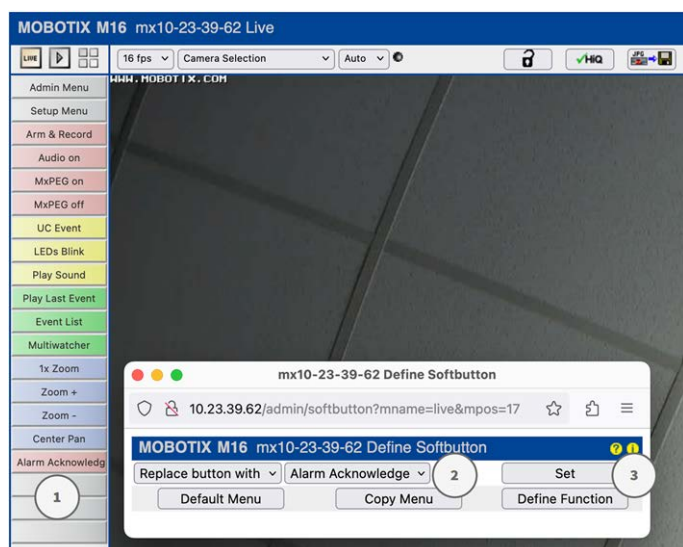 MOBOTIX M16 mx10-23-39-62 Live
LIVE
16 fps Camera Selection Auto HiQ JPG
WWW.MOBOTIX.COM
Admin Menu
Setup Menu
Arm & Record
Audio on
MxPEG on
MxPEG off
UC Event
LEDs Blink
Play Sound
Play Last Event
Event List
Multiwatcher
1x Zoom
Zoom +
Zoom -
Center Pan
Alarm Acknowledg
1
mx10-23-39-62 Define Softbutton
10.23.39.62/admin/softbutton?mname=live&mpos=17
MOBOTIX M16 mx10-23-39-62 Define Softbutton ? i
Replace button with Alarm Acknowledge 2 Set 3
Default Menu Copy Menu Define Function